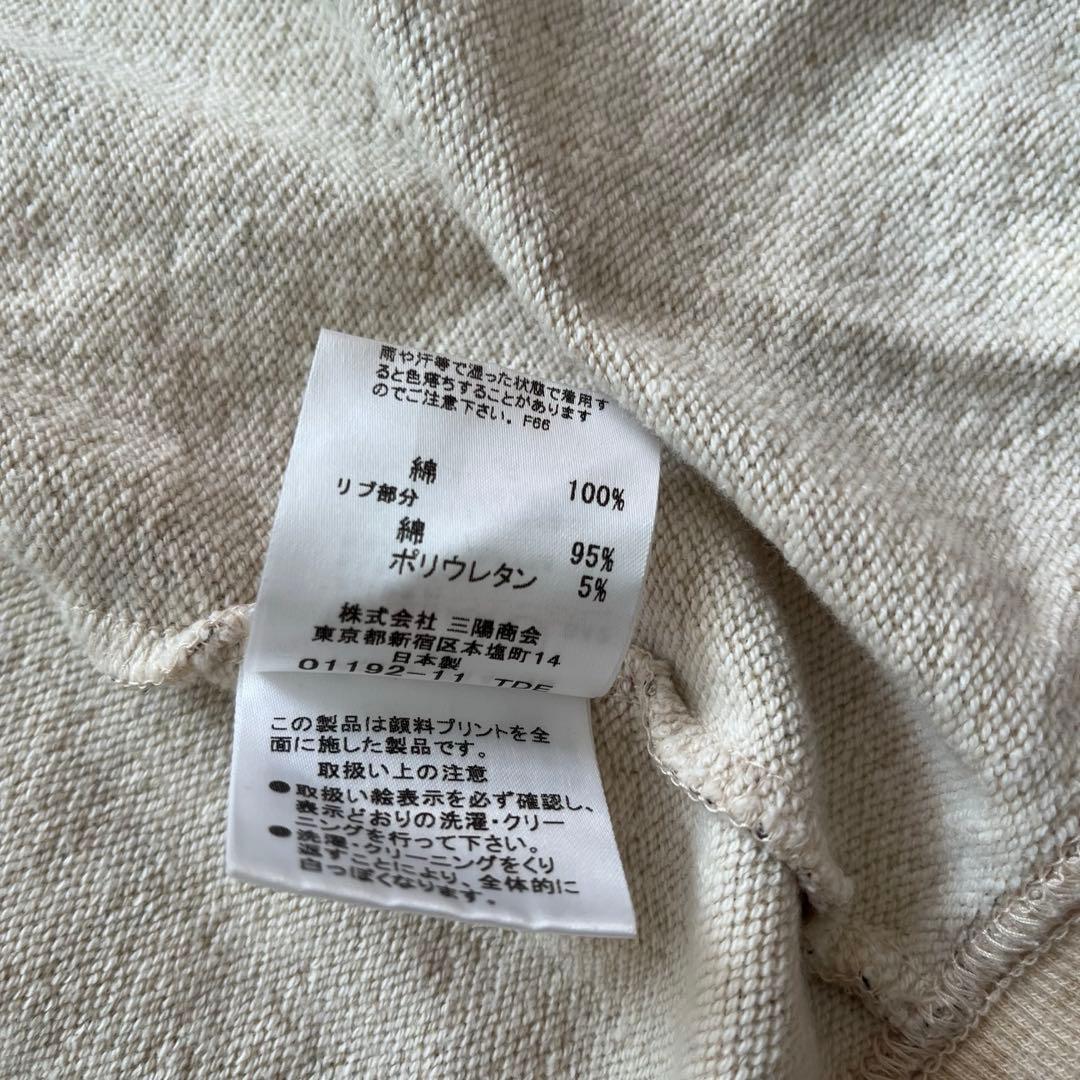 雨や汗等で湿った状態で着用す
ると色落ちすることがあります
のでご注意下さい。F66
綿 100%
リブ部分
綿 95%
ポリウレタン 5%
株式会社 三陽商会
東京都新宿区本塩町14
日本製
01192-11 TDE
この製品は顔料プリントを全
面に施した製品です。
取扱い上の注意
●取扱い絵表示を必ず確認し、
表示どおりの洗濯・クリー
ニングを行って下さい。
●洗濯・クリーニングをくり
返すことにより、全体的に
白っぽくなります。